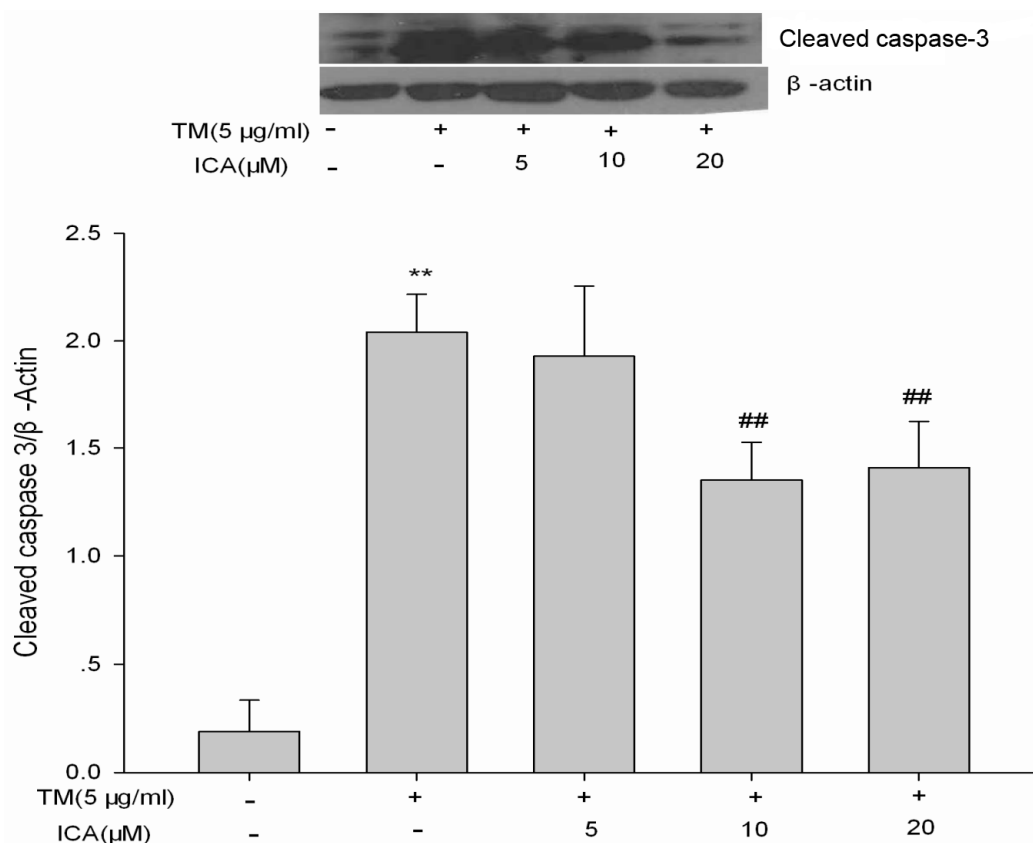 Cleaved caspase-3
β -actin
TM(5 µg/ml) - + + + +
ICA(µM) - - 5 10 20
Cleaved caspase 3/β -Actin
2.5
2.0
1.5
1.0
.5
0.0
**
##
##
TM(5 µg/ml) - + + + +
ICA(µM) - - 5 10 20